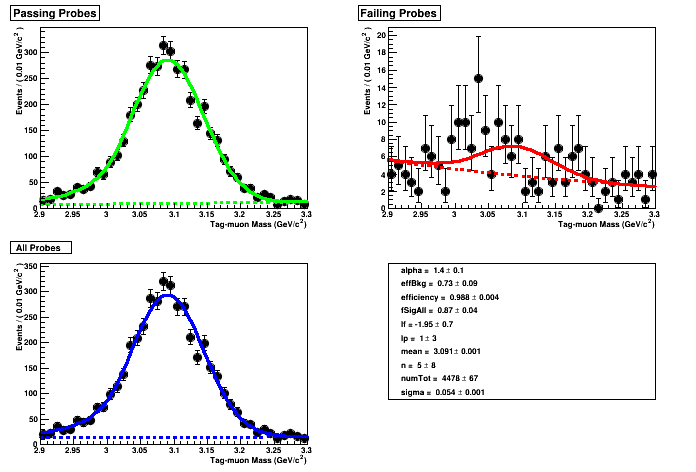 Passing Probes
Events / ( 0.01 GeV/c² )
300
250
200
150
100
50
0
2.9 2.95 3 3.05 3.1 3.15 3.2 3.25 3.3
Tag-muon Mass (GeV/c²)
Failing Probes
Events / ( 0.01 GeV/c² )
20
18
16
14
12
10
8
6
4
2
0
2.9 2.95 3 3.05 3.1 3.15 3.2 3.25 3.3
Tag-muon Mass (GeV/c²)
All Probes
Events / ( 0.01 GeV/c² )
350
300
250
200
150
100
50
0
2.9 2.95 3 3.05 3.1 3.15 3.2 3.25 3.3
Tag-muon Mass (GeV/c²)
alpha = 1.4 ± 0.1
effBkg = 0.73 ± 0.09
efficiency = 0.988 ± 0.004
fSigAll = 0.87 ± 0.04
lf = -1.95 ± 0.7
lp = 1 ± 3
mean = 3.091 ± 0.001
n = 5 ± 8
numTot = 4478 ± 67
sigma = 0.054 ± 0.001